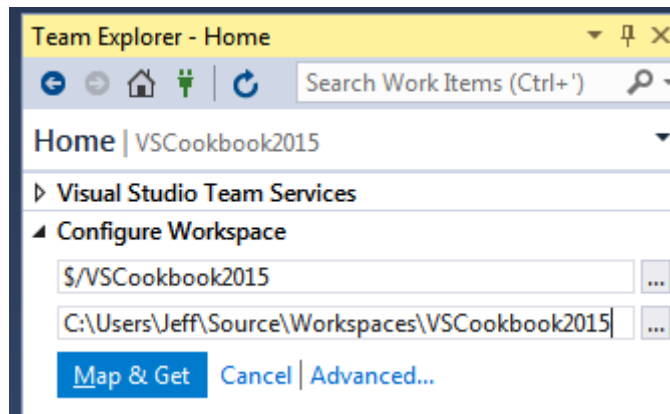 Team Explorer - Home
Search Work Items (Ctrl+')
Home | VSCookbook2015
Visual Studio Team Services
Configure Workspace
$/VSCookbook2015
...
C:\Users\Jeff\Source\Workspaces\VSCookbook2015
...
Map & Get Cancel | Advanced...